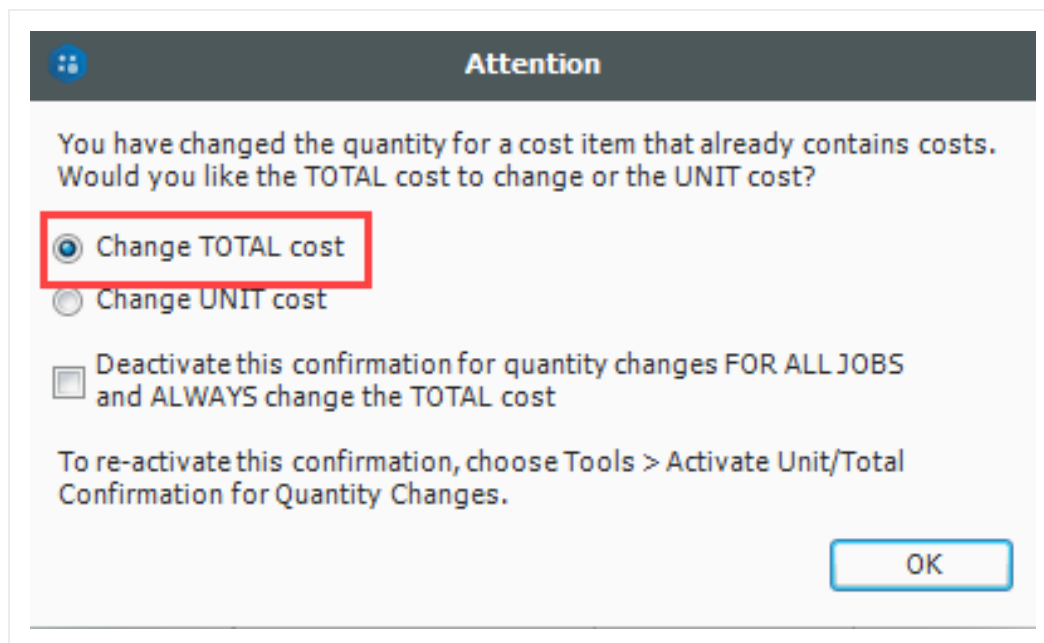 Attention
You have changed the quantity for a cost item that already contains costs.
Would you like the TOTAL cost to change or the UNIT cost?
Change TOTAL cost
Change UNIT cost
Deactivate this confirmation for quantity changes FOR ALL JOBS
and ALWAYS change the TOTAL cost
To re-activate this confirmation, choose Tools > Activate Unit/Total
Confirmation for Quantity Changes.
OK